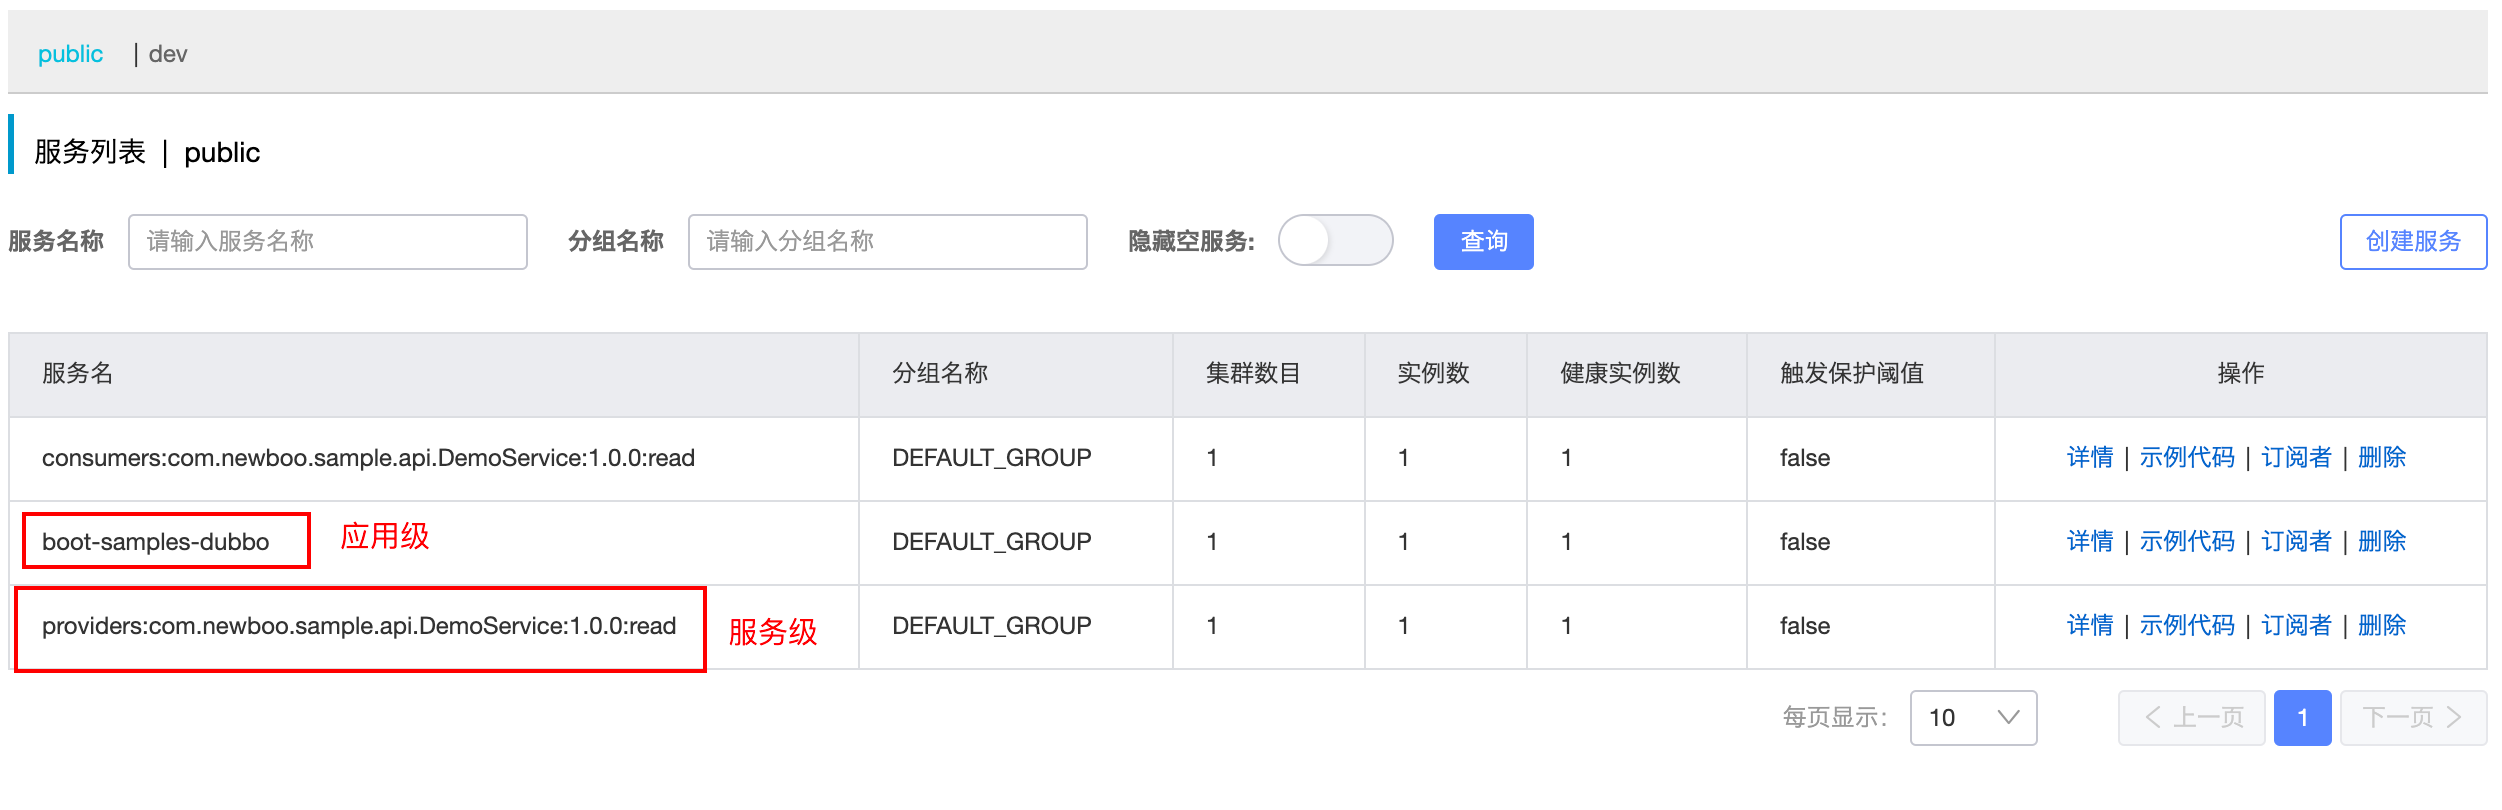 public | dev
服务列表 | public
服务名称 请输入服务名称 分组名称 请输入分组名称 隐藏空服务: 查询 创建服务
服务名 分组名称 集群数目 实例数 健康实例数 触发保护阈值 操作
consumers:com.newboo.sample.api.DemoService:1.0.0:read DEFAULT_GROUP 1 1 1 false 详情 | 示例代码 | 订阅者 | 删除
boot-samples-dubbo 应用级 DEFAULT_GROUP 1 1 1 false 详情 | 示例代码 | 订阅者 | 删除
providers:com.newboo.sample.api.DemoService:1.0.0:read 服务级 DEFAULT_GROUP 1 1 1 false 详情 | 示例代码 | 订阅者 | 删除
每页显示: 10 上一页 1 下一页